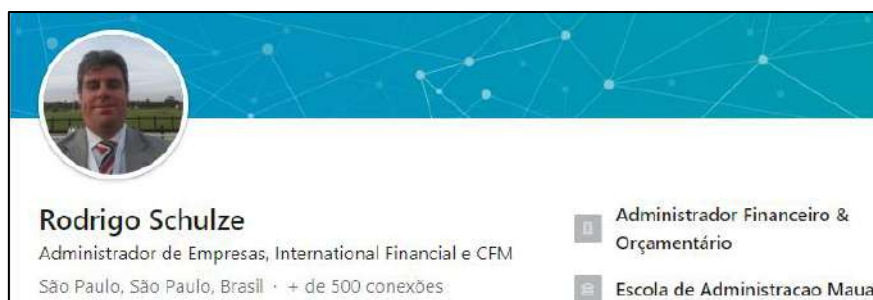 Rodrigo Schulze
Administrador de Empresas, International Financial e CFM
São Paulo, São Paulo, Brasil · + de 500 conexões
Administrador Financeiro &
Orçamentário
Escola de Administracao Maua